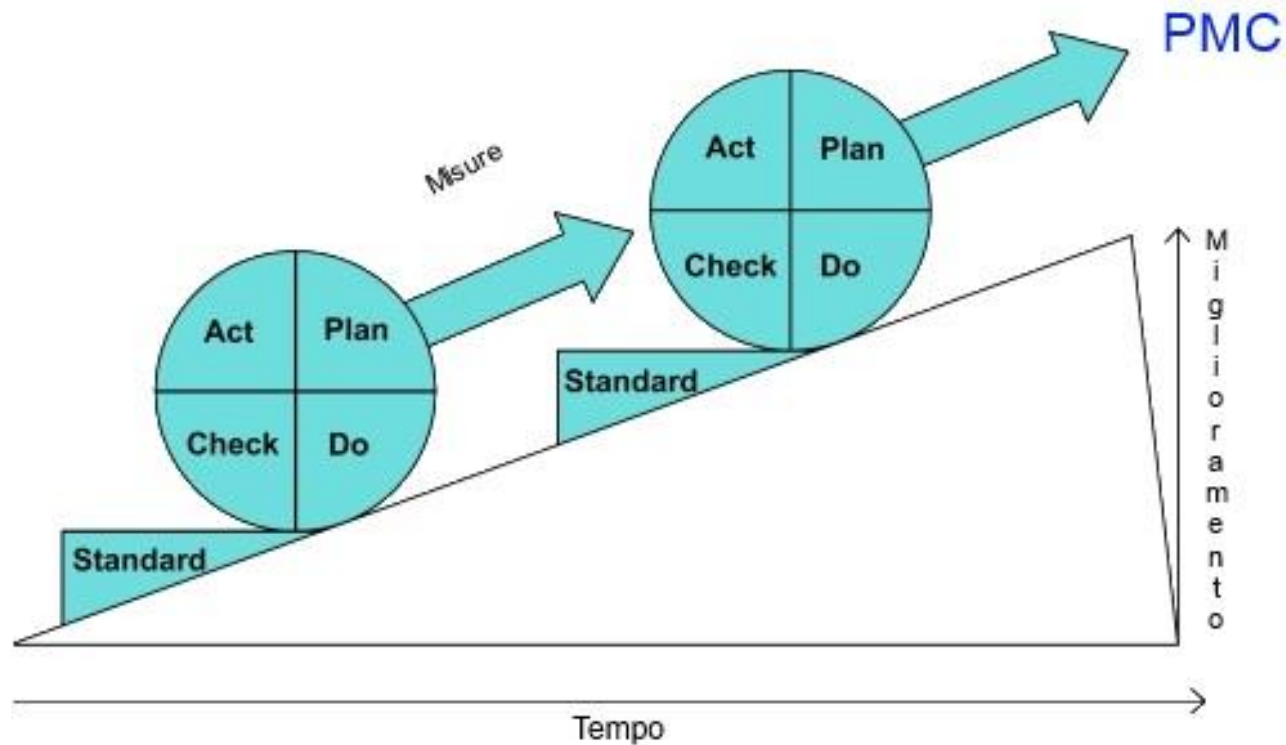 PMC
Act Plan
Misure
Check Do
Act Plan
Standard
Check Do
Standard
Miglioramento
Tempo